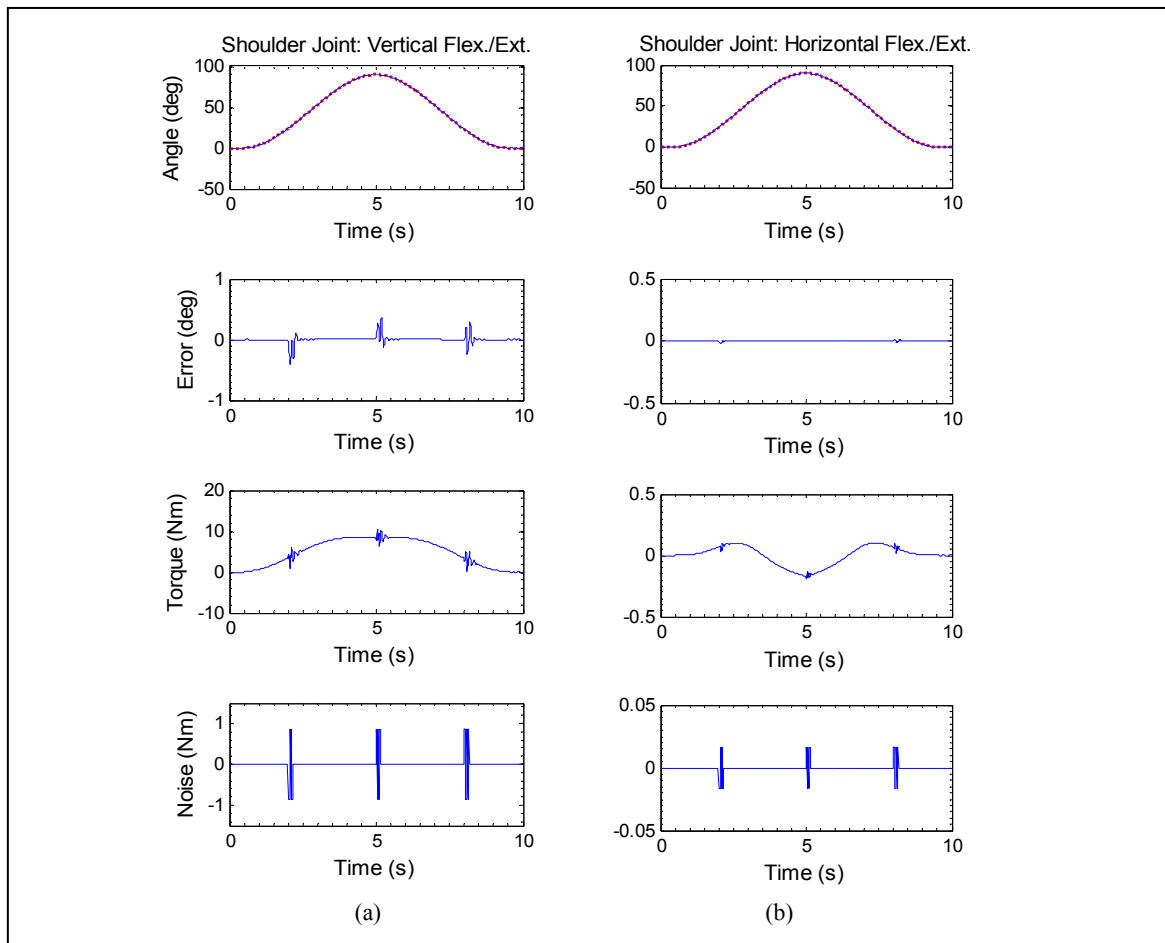 Shoulder Joint: Vertical Flex./Ext.
100
50
0
-50
Angle (deg)
0 5 10
Time (s)
1
0
-1
Error (deg)
0 5 10
Time (s)
20
10
0
-10
Torque (Nm)
0 5 10
Time (s)
1
0
-1
Noise (Nm)
0 5 10
Time (s)
(a)
Shoulder Joint: Horizontal Flex./Ext.
100
50
0
-50
0 5 10
Time (s)
0.5
0
-0.5
0 5 10
Time (s)
0.5
0
-0.5
0 5 10
Time (s)
0.05
0
-0.05
0 5 10
Time (s)
(b)